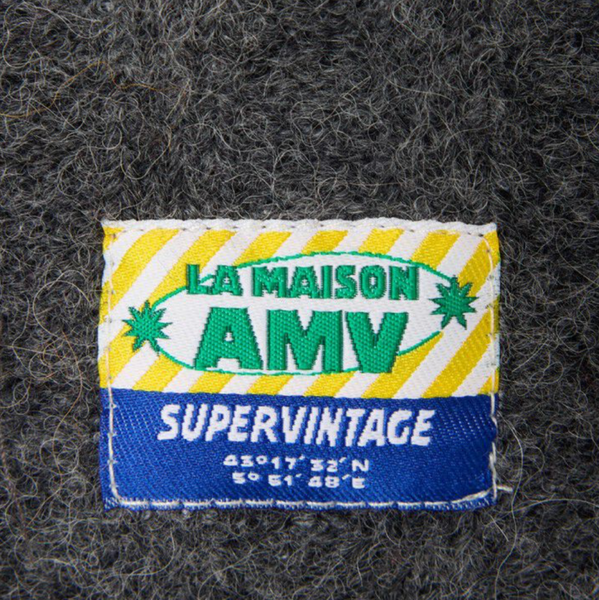 LA MAISON
AMV
SUPERVINTAGE
43°17'32'N
5°51'48'E